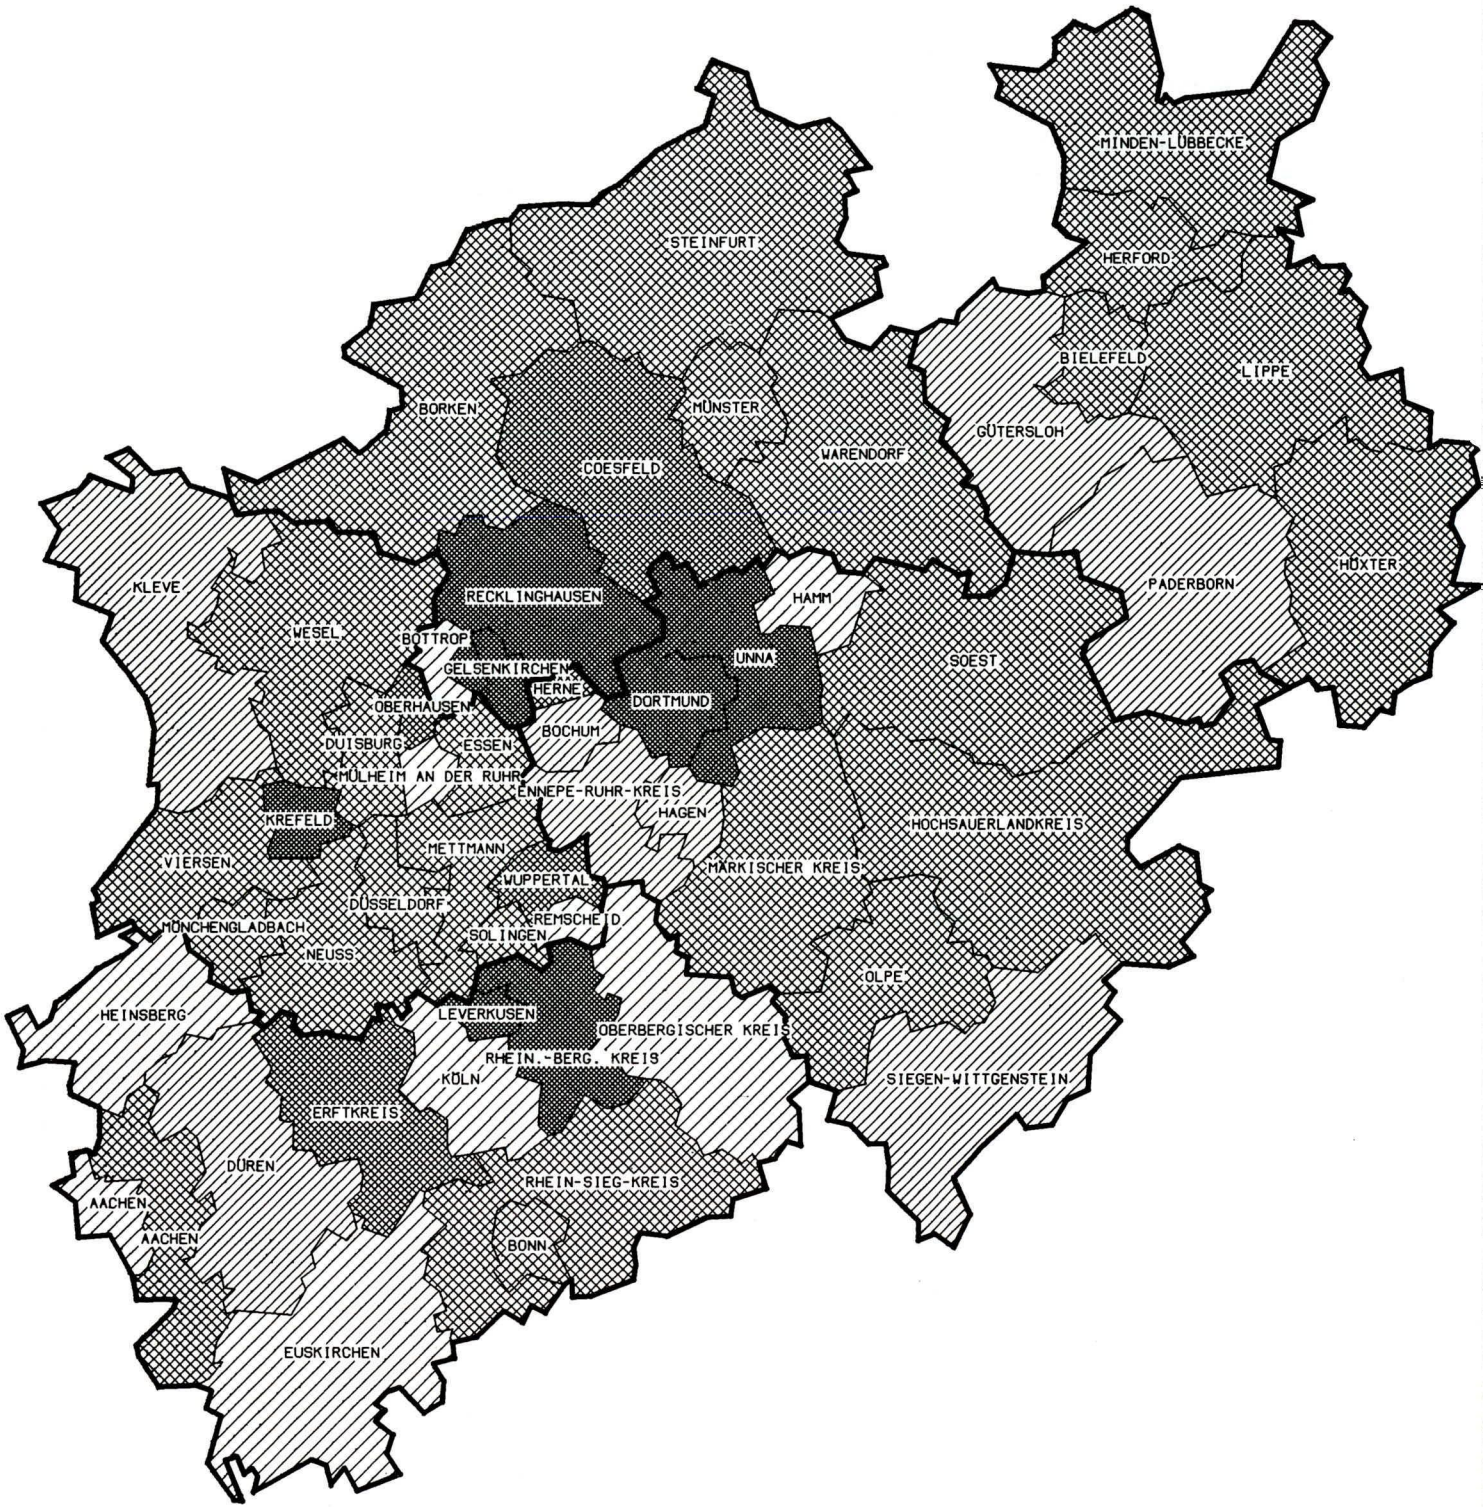 MINDEN-LÜBBECKE
STEINFURT
HERFORD
BIELEFELD
LIPPE
BORKEN
MÜNSTER
GÜTERSLOH
WARENDORF
COESFELD
HÖXTER
KLEVE
PADERBORN
RECKLINGHAUSEN
HAMM
WESEL
BOTTROP
UNNA
SOEST
GELSENKIRCHEN
HERNE
DORTMUND
OBERHAUSEN
BOCHUM
DUISBURG
ESSEN
MÜLHEIM AN DER RUHR
ENNEPE-RUHR-KREIS
HAGEN
KREFELD
HOCHSAUERLANDKREIS
METTMANN
VIERSEN
MÄRKISCHER KREIS
WUPPERTAL
DÜSSELDORF
REMSCHEID
MÖNCHENGLADBACH
SOLINGEN
NEUSS
OLPE
HEINSBERG
LEVERKUSEN
OBERBERGISCHER KREIS
RHEIN.-BERG. KREIS
KÖLN
SIEGEN-WITTGENSTEIN
ERFTKREIS
DÜREN
RHEIN-SIEG-KREIS
AACHEN
AACHEN
BONN
EUSKIRCHEN